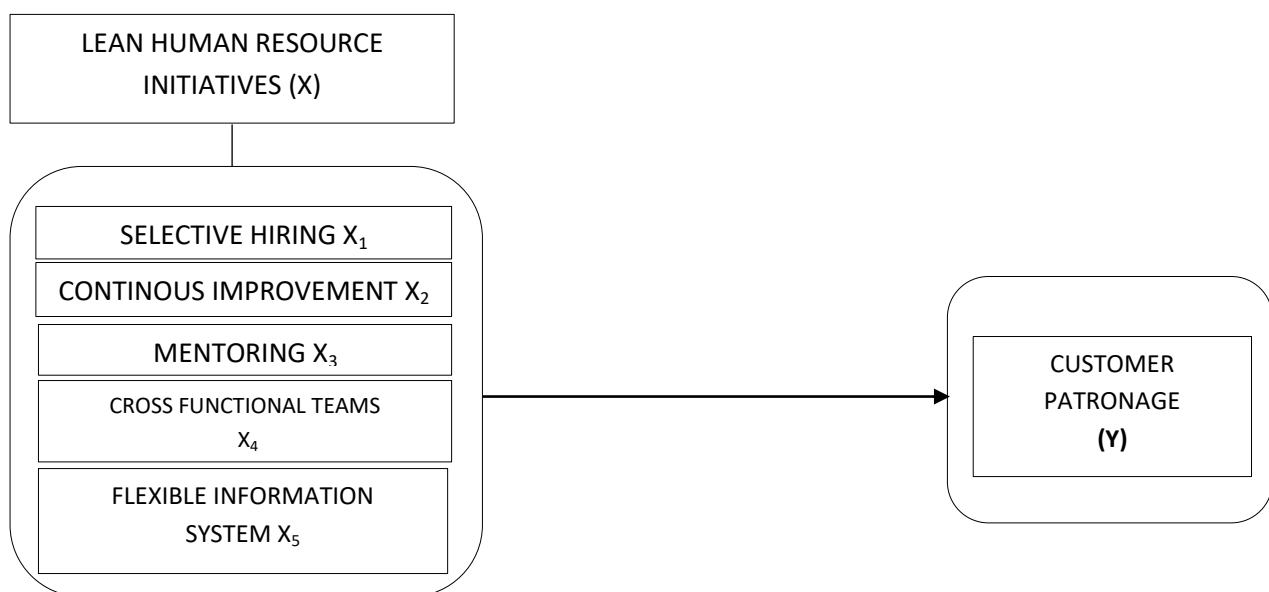 LEAN HUMAN RESOURCE
INITIATIVES (X)
SELECTIVE HIRING X₁
CONTINOUS IMPROVEMENT X₂
MENTORING X₃
CROSS FUNCTIONAL TEAMS
X₄
FLEXIBLE INFORMATION
SYSTEM X₅
CUSTOMER
PATRONAGE
(Y)